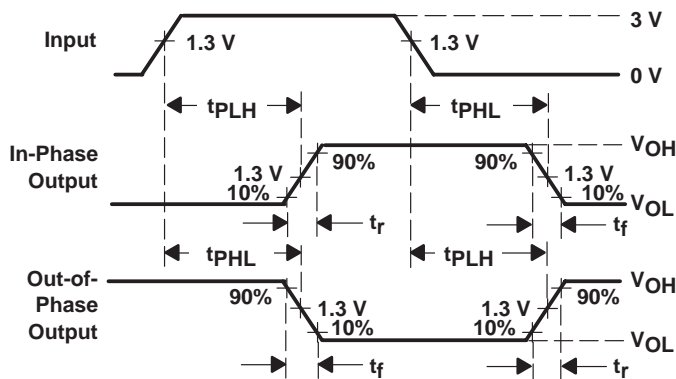 Input
1.3 V
1.3 V
3 V
0 V
tPLH
tPHL
In-Phase
Output
1.3 V
10%
90%
90%
1.3 V
10%
VOH
VOL
tr
tf
tPHL
tPLH
Out-of-
Phase
Output
90%
1.3 V
10%
1.3 V
10%
90%
VOH
VOL
tf
tr